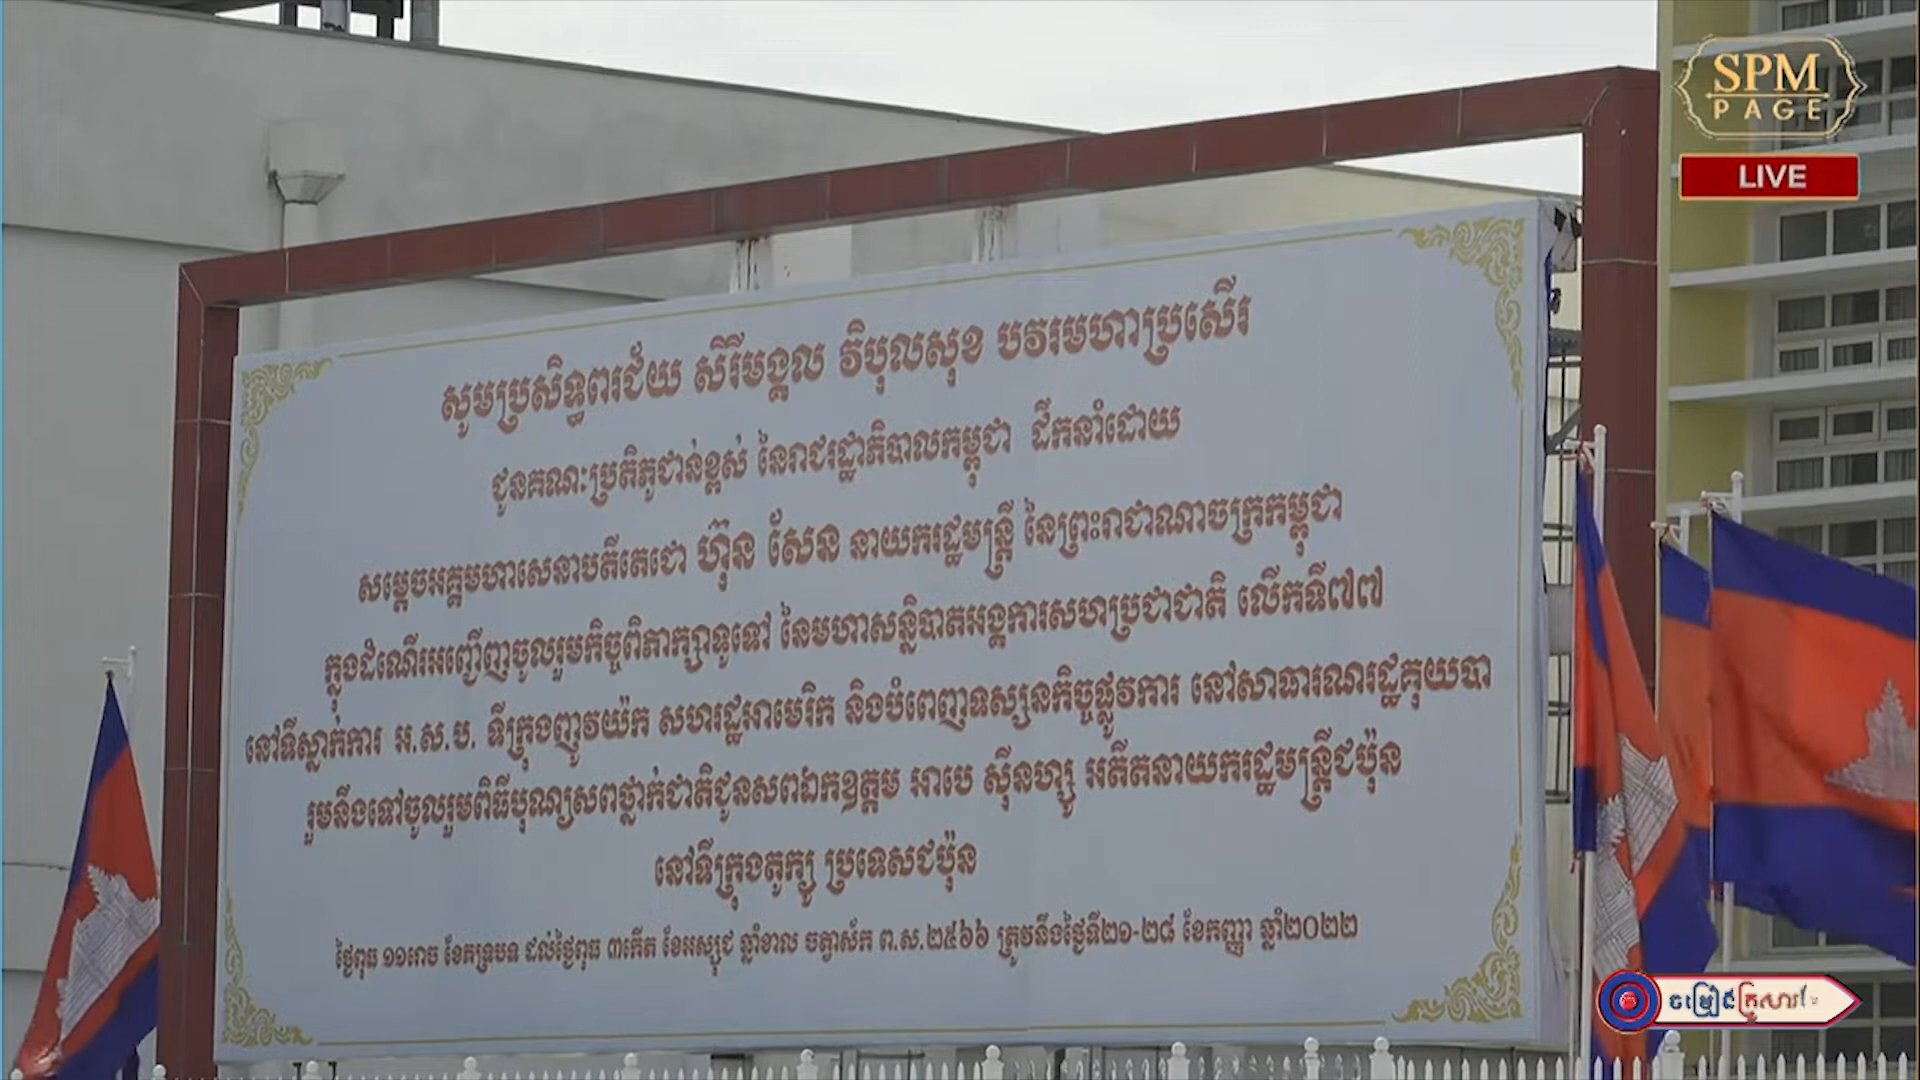 SPM
PAGE
LIVE
សូមប្រសិទ្ធពរជ័យ សិរីមង្គល វិបុលសុខ បវរមហាប្រសើរ
ជូនគណៈប្រតិភូជាន់ខ្ពស់ នៃរាជរដ្ឋាភិបាលកម្ពុជា ដឹកនាំដោយ
សម្តេចអគ្គមហាសេនាបតីតេជោ ហ៊ុន សែន នាយករដ្ឋមន្ត្រី នៃព្រះរាជាណាចក្រកម្ពុជា
ក្នុងដំណើរអញ្ជើញចូលរួមកិច្ចពិភាក្សាទូទៅ នៃមហាសន្និបាតអង្គការសហប្រជាជាតិ លើកទី៧៧
នៅទីស្នាក់ការ អ.ស.ប. ទីក្រុងញូវយ៉ក សហរដ្ឋអាមេរិក និងបំពេញទស្សនកិច្ចផ្លូវការ នៅសាធារណរដ្ឋគុយបា
រួមនឹងទៅចូលរួមពិធីបុណ្យសពថ្នាក់ជាតិជូនសពឯកឧត្តម អាបេ ស៊ីនហ្សូ អតីតនាយករដ្ឋមន្ត្រីជប៉ុន
នៅទីក្រុងតូក្យូ ប្រទេសជប៉ុន
ថ្ងៃពុធ ១១រោច ខែភទ្របទ ដល់ថ្ងៃពុធ ៣កើត ខែអស្សុជ ឆ្នាំខាល ចត្វាស័ក ព.ស.២៥៦៦ ត្រូវនឹងថ្ងៃទី២១-២៨ ខែកញ្ញា ឆ្នាំ២០២២
ចម្រៀងគ្រួសារខ្មែ